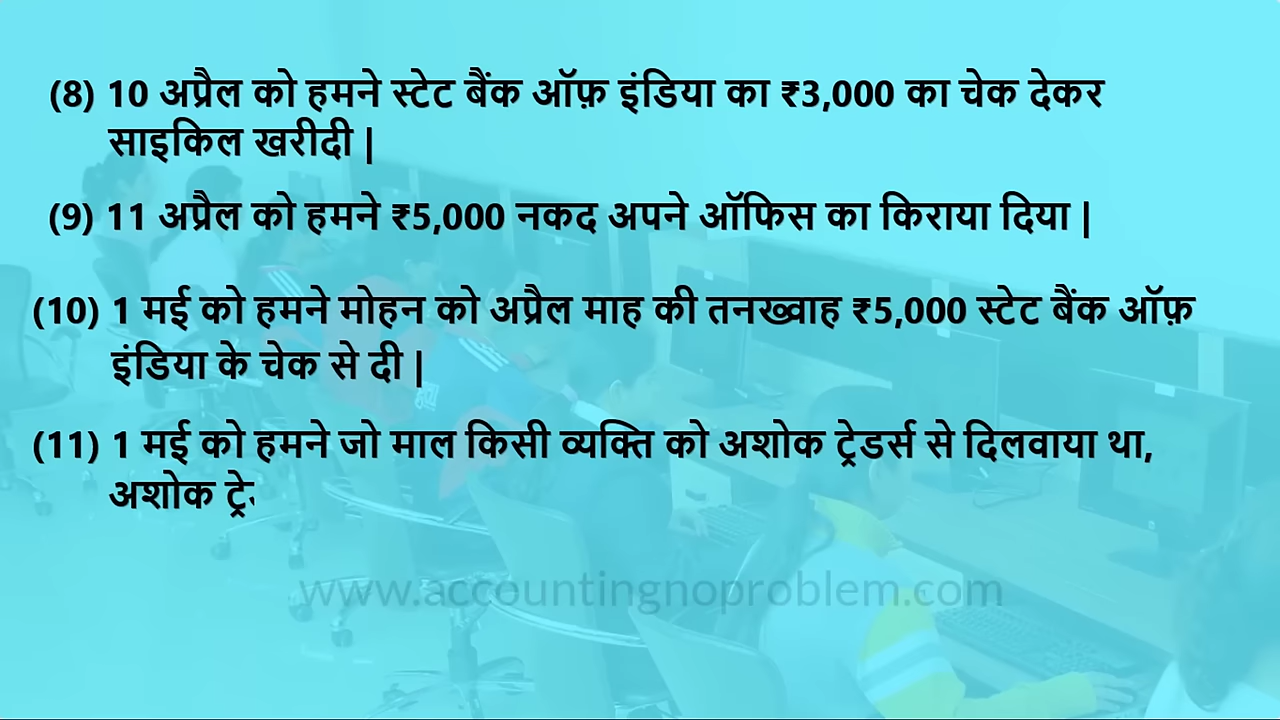 (8) 10 अप्रैल को हमने स्टेट बैंक ऑफ़ इंडिया का ₹3,000 का चेक देकर
साइकिल खरीदी |
(9) 11 अप्रैल को हमने ₹5,000 नकद अपने ऑफिस का किराया दिया |
(10) 1 मई को हमने मोहन को अप्रैल माह की तनख्वाह ₹5,000 स्टेट बैंक ऑफ़
इंडिया के चेक से दी |
(11) 1 मई को हमने जो माल किसी व्यक्ति को अशोक ट्रेडर्स से दिलवाया था,
अशोक
www.accountingnoproblem.com